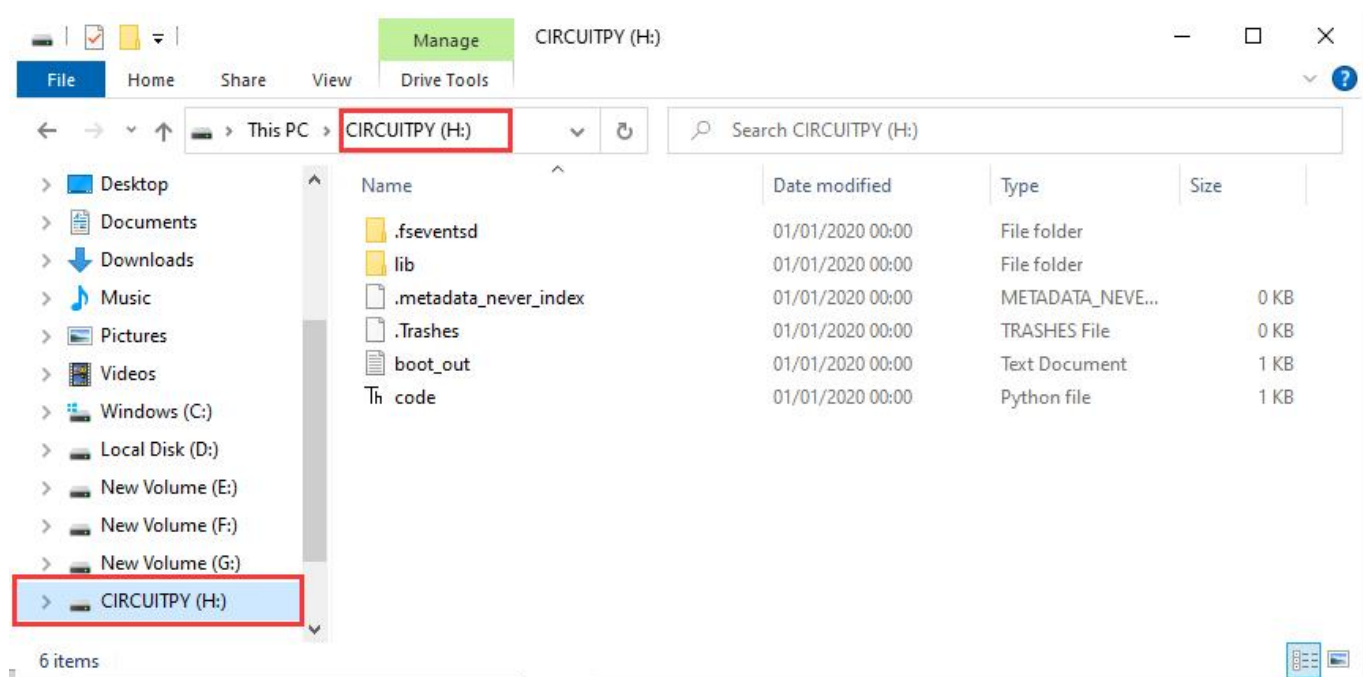 Manage CIRCUITPY (H:)
File Home Share View Drive Tools
This PC > CIRCUITPY (H:) Search CIRCUITPY (H:)
Desktop
Documents
Downloads
Music
Pictures
Videos
Windows (C:)
Local Disk (D:)
New Volume (E:)
New Volume (F:)
New Volume (G:)
CIRCUITPY (H:)
Name Date modified Type Size
.fseventsd 01/01/2020 00:00 File folder
lib 01/01/2020 00:00 File folder
.metadata_never_index 01/01/2020 00:00 METADATA_NEVE... 0 KB
.Trashes 01/01/2020 00:00 TRASHES File 0 KB
boot_out 01/01/2020 00:00 Text Document 1 KB
Th code 01/01/2020 00:00 Python file 1 KB
6 items